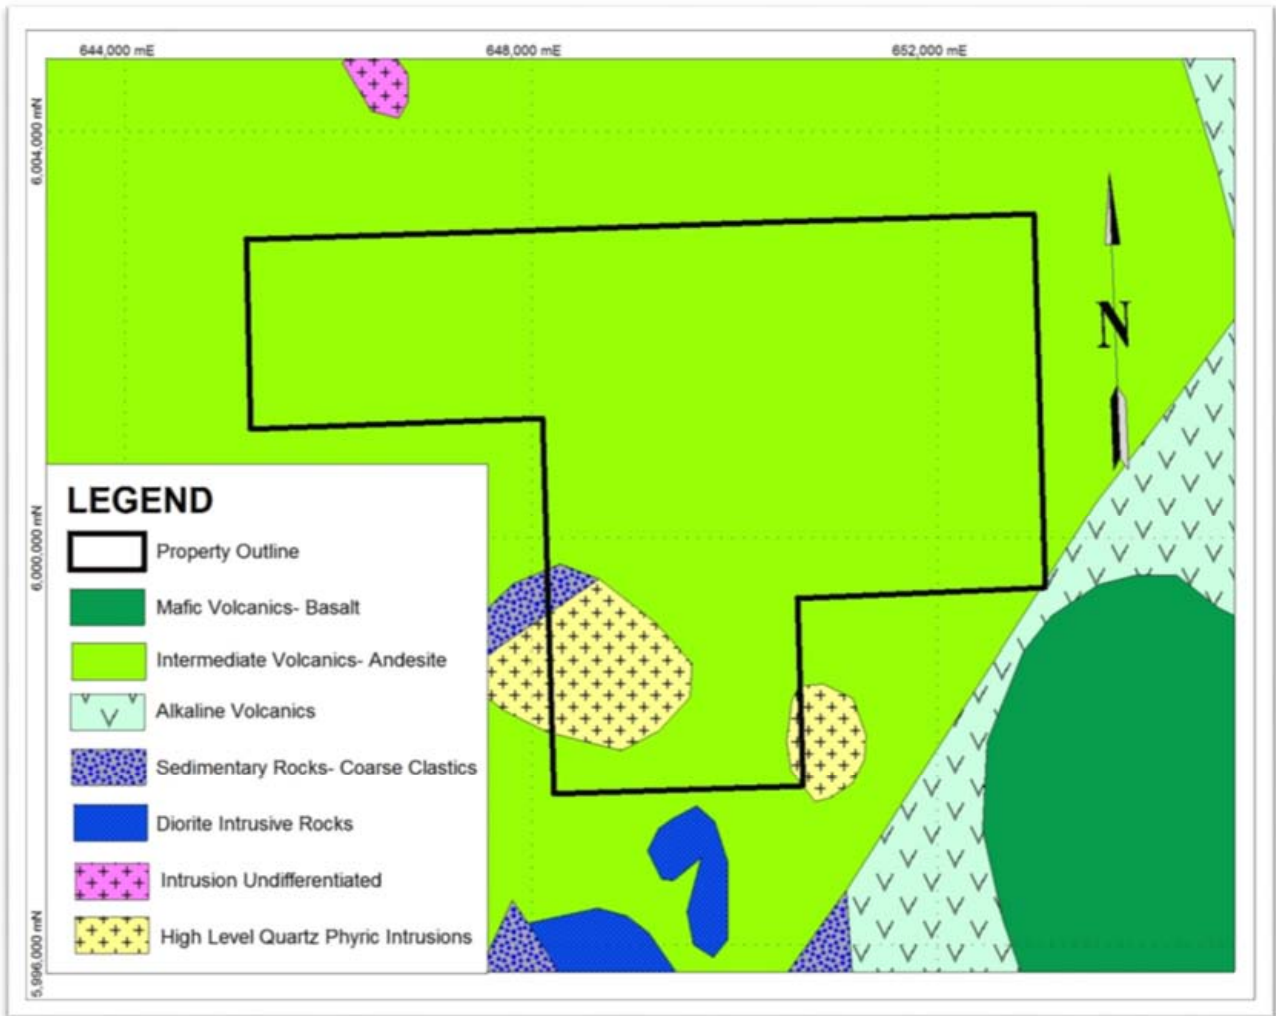 644,000 mE
648,000 mE
652,000 mE
6,004,000 mN
N
6,000,000 mN
LEGEND
Property Outline
Mafic Volcanics- Basalt
Intermediate Volcanics- Andesite
Alkaline Volcanics
Sedimentary Rocks- Coarse Clastics
Diorite Intrusive Rocks
Intrusion Undifferentiated
High Level Quartz Phyric Intrusions
5,996,000 mN